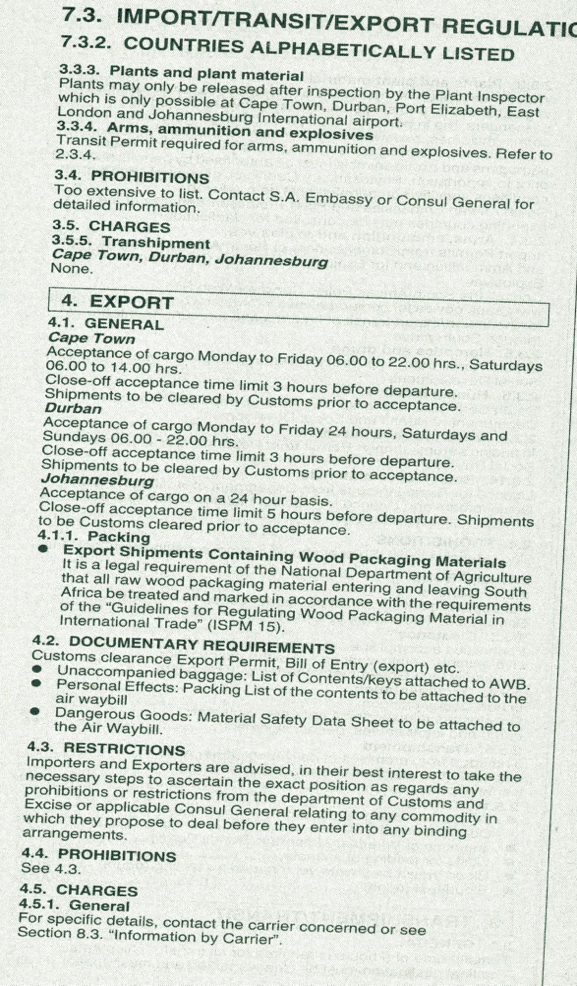 7.3. IMPORT/TRANSIT/EXPORT
7.3.2. COUNTRIES ALPHABETICALLY LISTED
3.3.3. Plants and plant material
Plants may only be released after inspection by the Plant Inspector
which is only possible at Cape Town, Durban, Port Elizabeth, East
London and Johannesburg International airport.
3.3.4. Arms, ammunition and explosives
Transit Permit required for arms, ammunition and explosives. Refer to
2.3.4.
3.4. PROHIBITIONS
Too extensive to list. Contact S.A. Embassy or Consul General for
detailed information.
3.5. CHARGES
3.5.5. Transhipment
Cape Town, Durban, Johannesburg
None.
4. EXPORT
4.1. GENERAL
Cape Town
Acceptance of cargo Monday to Friday 06.00 to 22.00 hrs., Saturdays
06.00 to 14.00 hrs.
Close-off acceptance time limit 3 hours before departure.
Shipments to be cleared by Customs prior to acceptance.
Durban
Acceptance of cargo Monday to Friday 24 hours, Saturdays and
Sundays 06.00 - 22.00 hrs.
Close-off acceptance time limit 3 hours before departure.
Shipments to be cleared by Customs prior to acceptance.
Johannesburg
Acceptance of cargo on a 24 hour basis.
Close-off acceptance time limit 5 hours before departure. Shipments
to be Customs cleared prior to acceptance.
4.1.1. Packing
● Export Shipments Containing Wood Packaging Materials
It is a legal requirement of the National Department of Agriculture
that all raw wood packaging material entering and leaving South
Africa be treated and marked in accordance with the requirements
of the “Guidelines for Regulating Wood Packaging Material in
International Trade” (ISPM 15).
4.2. DOCUMENTARY REQUIREMENTS
Customs clearance Export Permit, Bill of Entry (export) etc.
● Unaccompanied baggage: List of Contents/keys attached to AWB.
● Personal Effects: Packing List of the contents to be attached to the
air waybill
● Dangerous Goods: Material Safety Data Sheet to be attached to
the Air Waybill.
4.3. RESTRICTIONS
Importers and Exporters are advised, in their best interest to take the
necessary steps to ascertain the exact position as regards any
prohibitions or restrictions from the department of Customs and
Excise or applicable Consul General relating to any commodity in
which they propose to deal before they enter into any binding
arrangements.
4.4. PROHIBITIONS
See 4.3.
4.5. CHARGES
4.5.1. General
For specific details, contact the carrier concerned or see
Section 8.3. “Information by Carrier”.